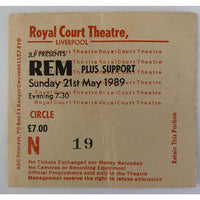 Royal Court Theatre,
LIVERPOOL
JLP PRESENTS
REM PLUS SUPPORT
Sunday 21st May 1989
Evening 7.30
CIRCLE
£7.00
N 19
No Tickets Exchanged nor Money Refunded
No Cameras or Recording Equipment
Official Programmes sold only in the Theatre
Management reserve the right to refuse admission
Retain This Portion